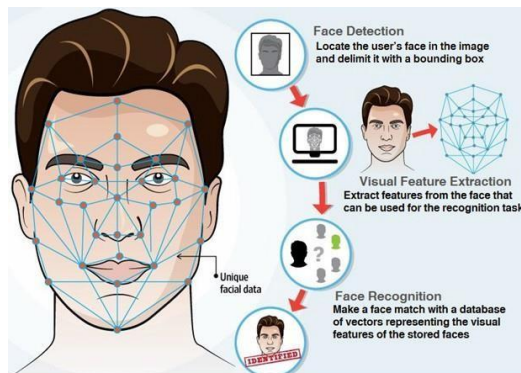 Face Detection
Locate the user's face in the image
and delimit it with a bounding box
Visual Feature Extraction
Extract features from the face that
can be used for the recognition task
Unique
facial data
?
Face Recognition
Make a face match with a database
of vectors representing the visual
features of the stored faces
IDENTIFIED